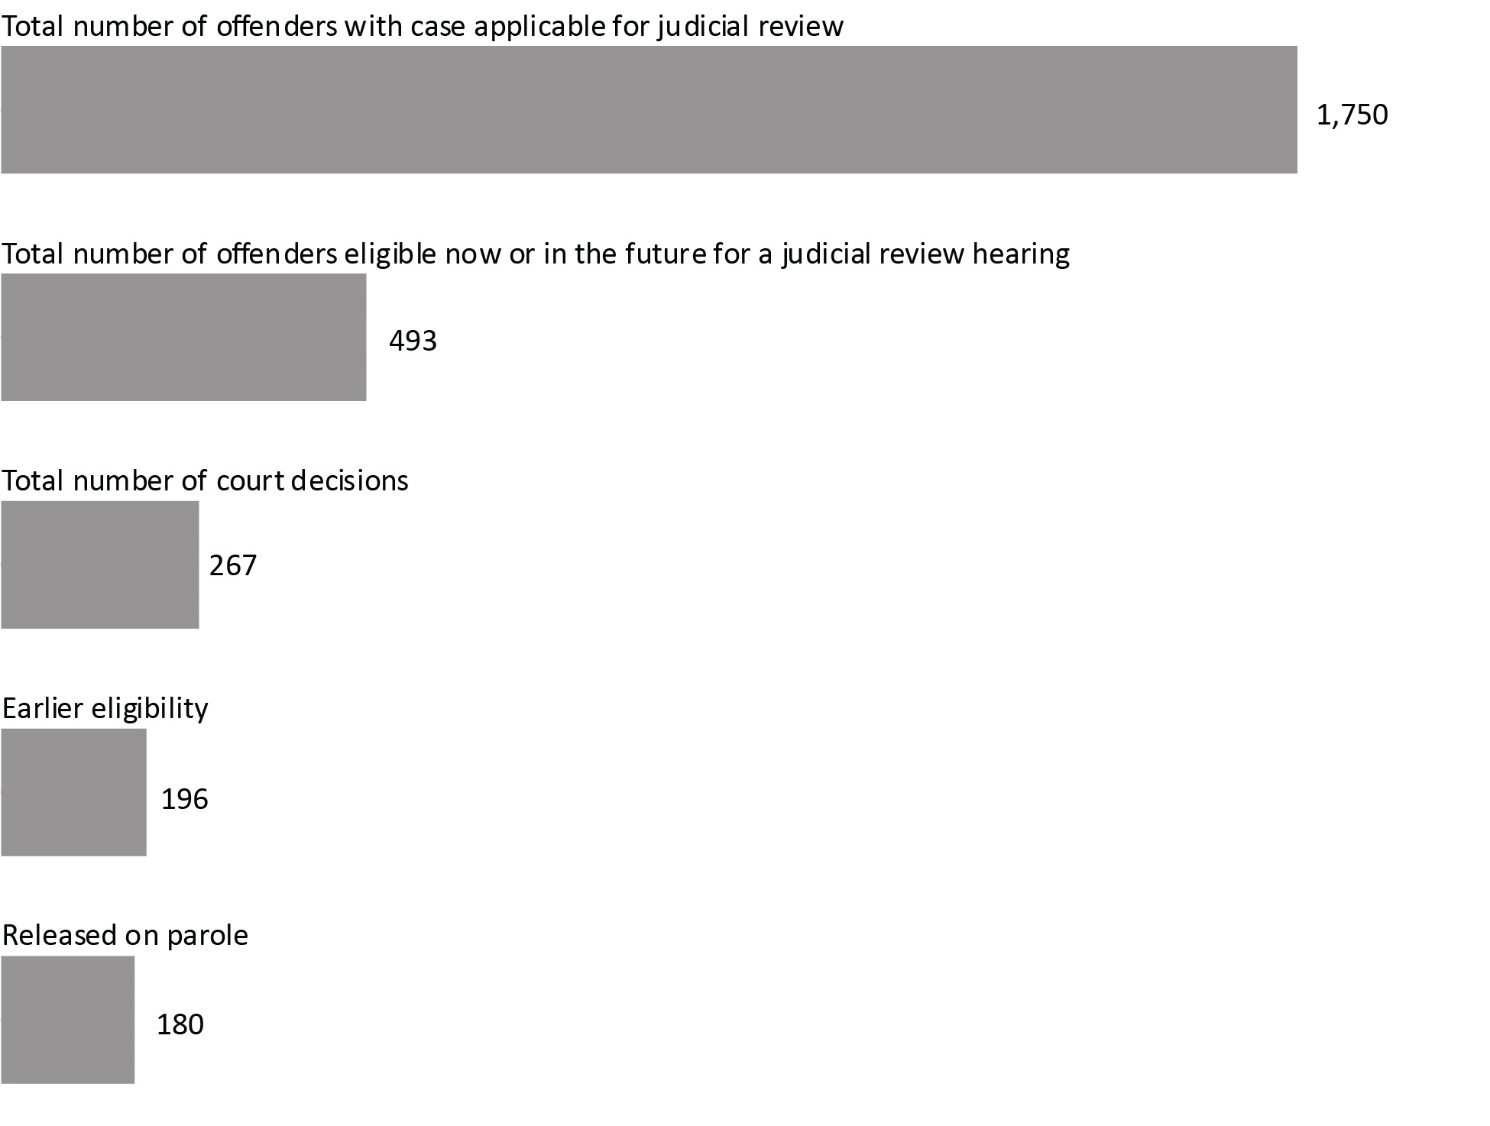 Total number of offenders with case applicable for judicial review
1,750
Total number of offenders eligible now or in the future for a judicial review hearing
493
Total number of court decisions
267
Earlier eligibility
196
Released on parole
180